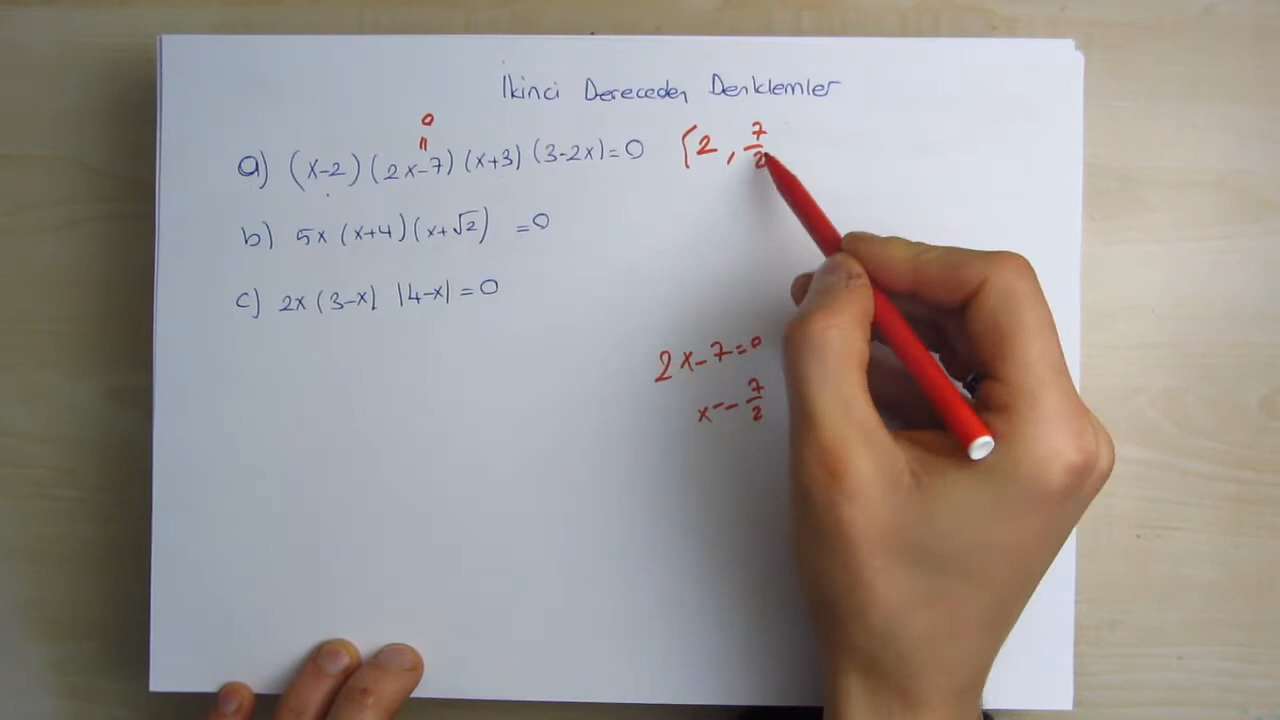 İkinci Dereceden Denklemler
0
=
a) (x-2) (2x-7) (x+3) (3-2x)=0 {2, 7/2
b) 5x (x+4) (x+√2) =0
c) 2x (3-x) |4-x| = 0
2x-7=0
x=-7/2